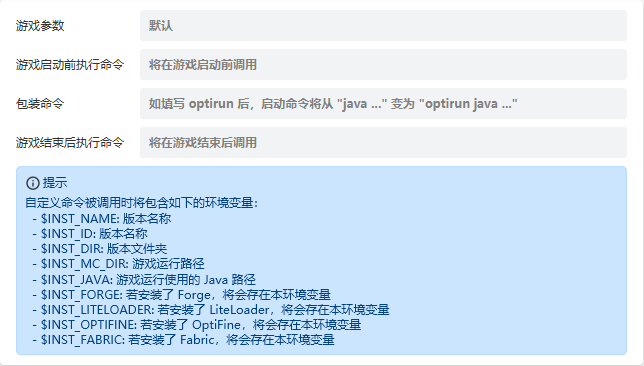 游戏参数 默认
游戏启动前执行命令 将在游戏启动前调用
包装命令 如填写 optirun 后，启动命令将从 "java ..." 变为 "optirun java ..."
游戏结束后执行命令 将在游戏结束后调用
提示
自定义命令被调用时将包含如下的环境变量：
- $INST_NAME: 版本名称
- $INST_ID: 版本名称
- $INST_DIR: 版本文件夹
- $INST_MC_DIR: 游戏运行路径
- $INST_JAVA: 游戏运行使用的 Java 路径
- $INST_FORGE: 若安装了 Forge，将会存在本环境变量
- $INST_LITELOADER: 若安装了 LiteLoader，将会存在本环境变量
- $INST_OPTIFINE: 若安装了 OptiFine，将会存在本环境变量
- $INST_FABRIC: 若安装了 Fabric，将会存在本环境变量